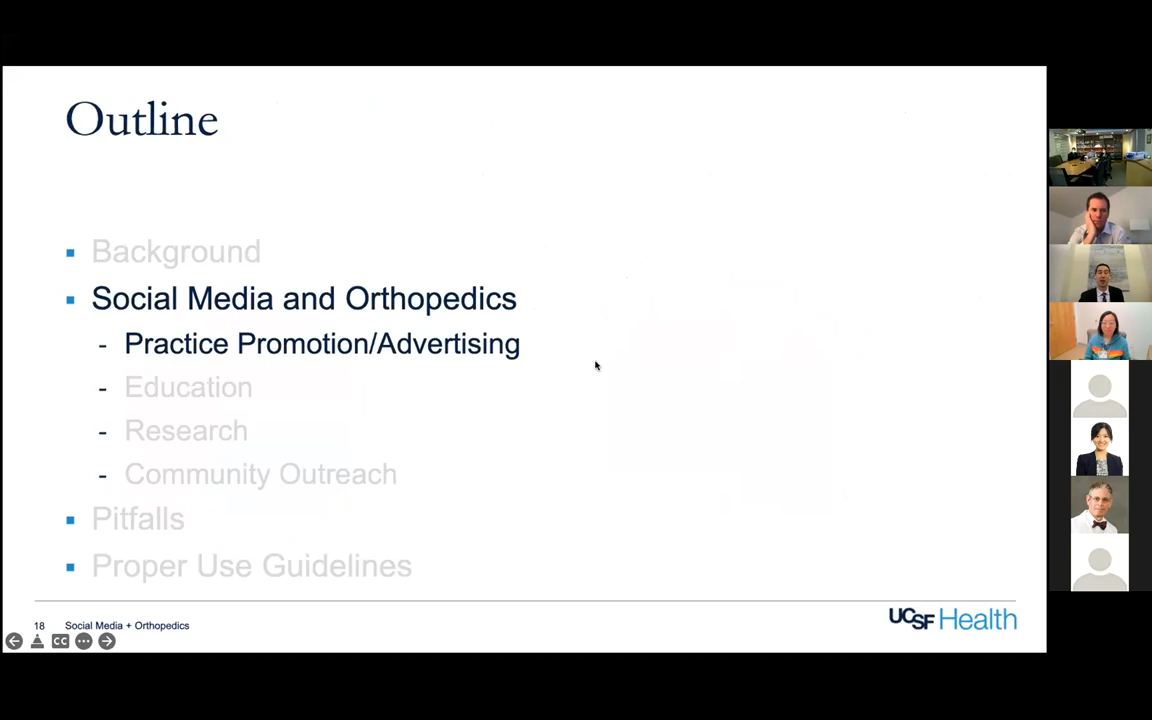 Outline
Background
Social Media and Orthopedics
- Practice Promotion/Advertising
- Education
- Research
- Community Outreach
Pitfalls
Proper Use Guidelines
18 Social Media + Orthopedics
UCSF Health
CC